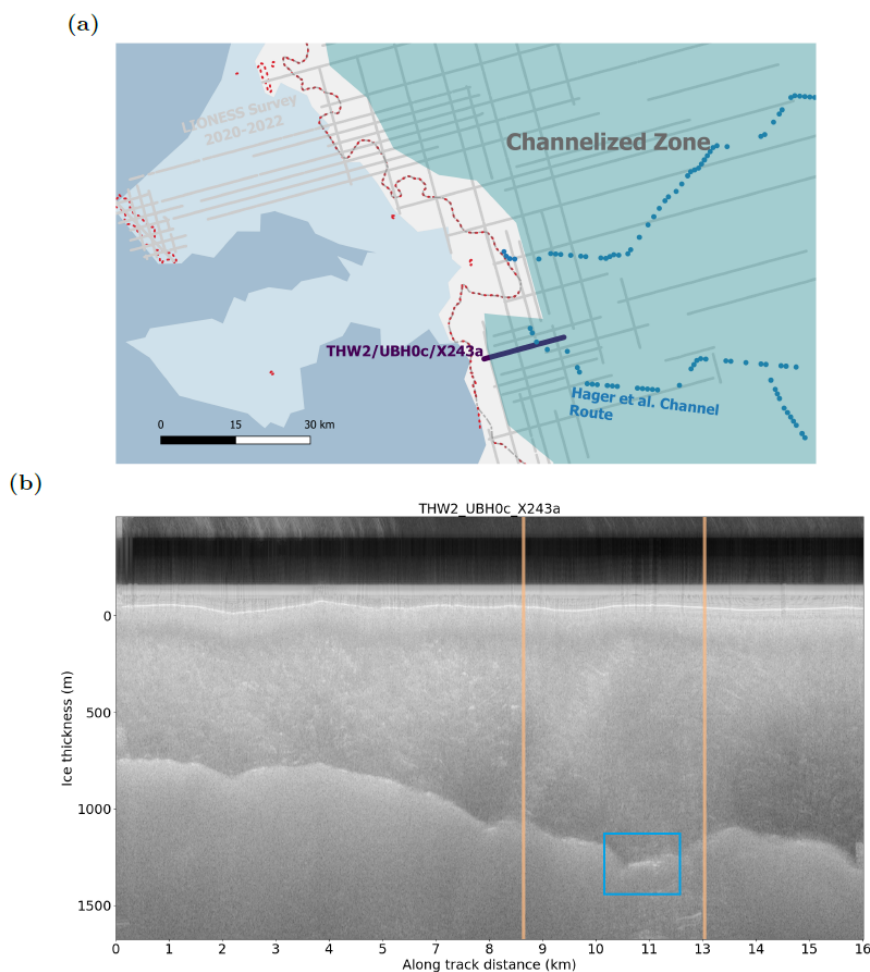 (a)
LIONESS Survey
2020-2022
Channelized Zone
THW2/UBH0c/X243a
Hager et al. Channel
Route
0 15 30 km
(b)
THW2_UBH0c_X243a
0
500
1000
1500
Ice thickness (m)
0 1 2 3 4 5 6 7 8 9 10 11 12 13 14 15 16
Along track distance (km)